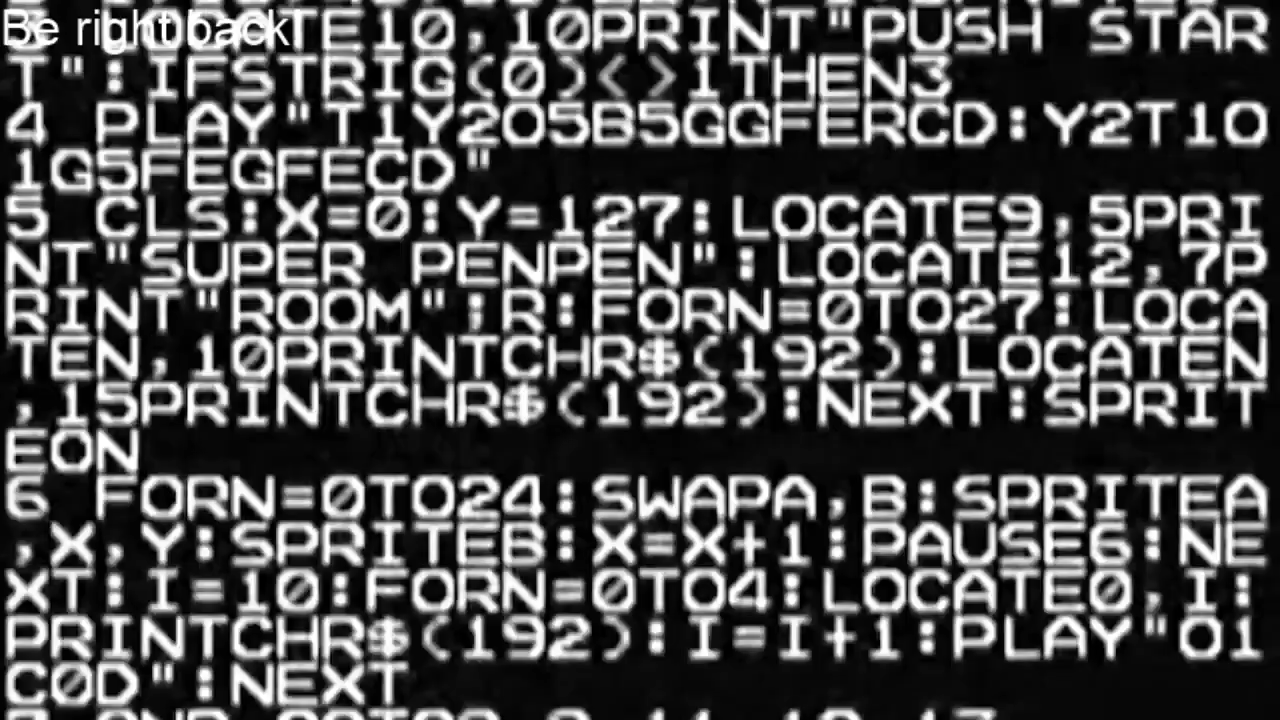 Be right back!
TE10,10PRINT"PUSH STAR
T":IFSTRIG(0)<>1THEN3
4 PLAY"T1Y2O5B5GGFERCD:Y2T1O
1G5FEGFECD"
5 CLS:X=0:Y=127:LOCATE9,5PRI
NT"SUPER PENPEN":LOCATE12,7P
RINT"ROOM";R:FORN=0TO27:LOCA
TEN,10PRINTCHR$(192):LOCATEN
,15PRINTCHR$(192):NEXT:SPRIT
EON
6 FORN=0TO24:SWAPA,B:SPRITEA
,X,Y:SPRITEB:X=X+1:PAUSE6:NE
XT:I=10:FORN=0TO4:LOCATE0,I:
PRINTCHR$(192):I=I+1:PLAY"O1
C0D":NEXT